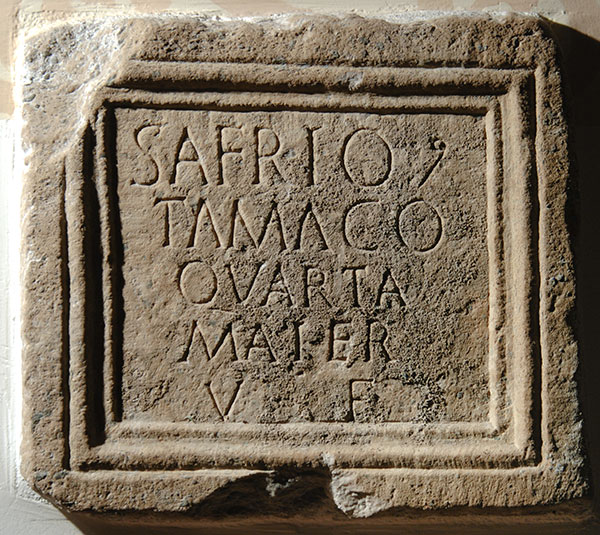 SAFRIO
TAMACO
QVARTA
MATER
V F